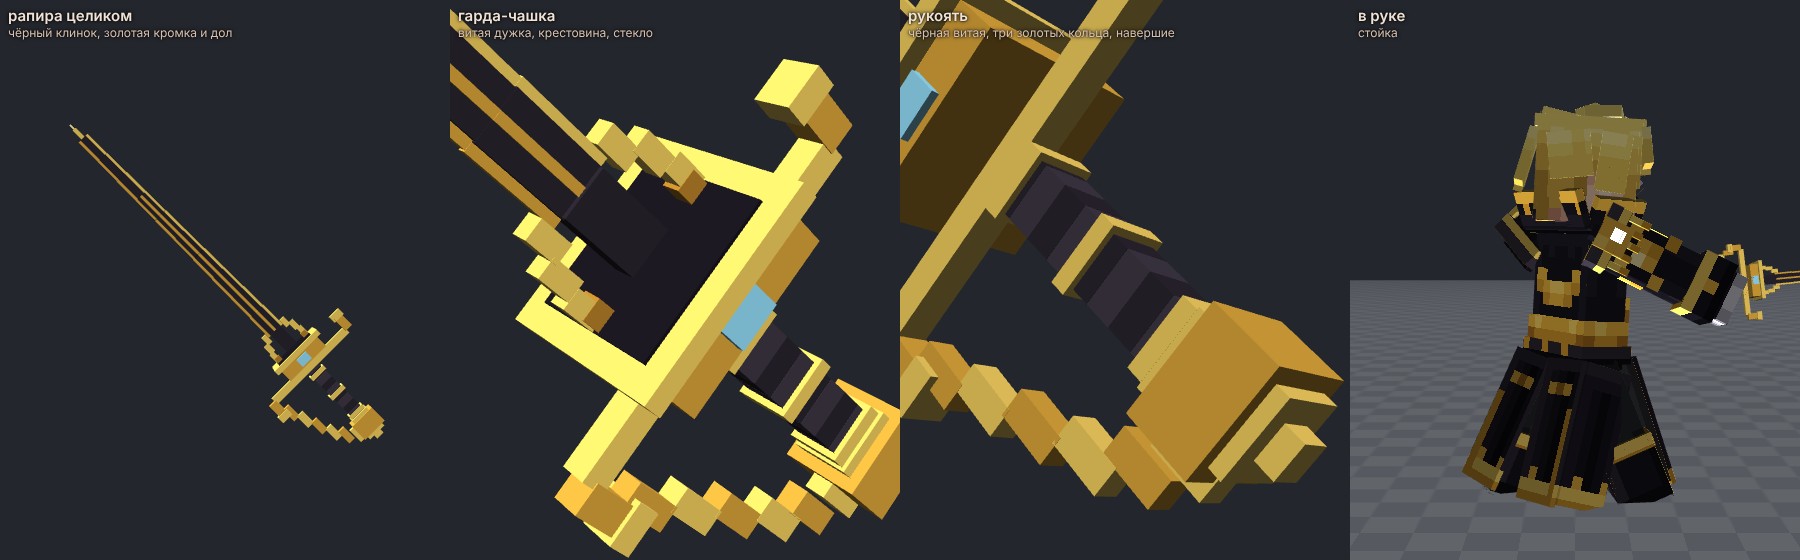 рапира целиком
чёрный клинок, золотая кромка и дол
гарда-чашка
витая дужка, крестовина, стекло
рукоять
чёрная витая, три золотых кольца, навершие
в руке
стойка